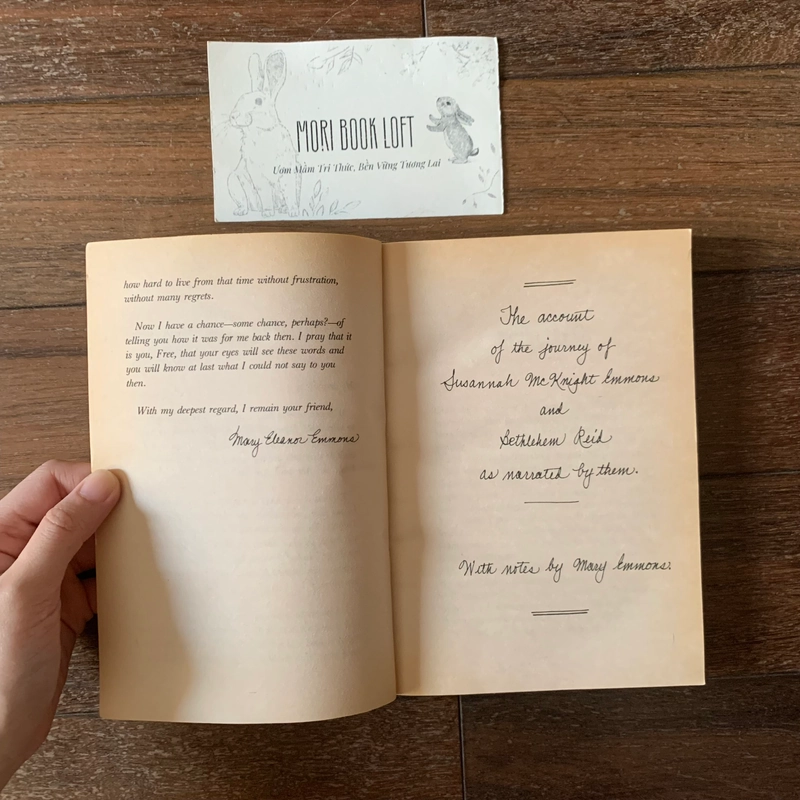 MORI BOOK LOFT
Ươm Mầm Tri Thức, Bền Vững Tương Lai
how hard to live from that time without frustration,
without many regrets.
Now I have a chance—some chance, perhaps?—of
telling you how it was for me back then. I pray that it
is you, Free, that your eyes will see these words and
you will know at last what I could not say to you
then.
With my deepest regard, I remain your friend,
Mary Eleanor Emmons
The account
of the journey of
Susannah McKnight Emmons
and
Bethlehem Reid
as narrated by them.
With notes by Mary Emmons.